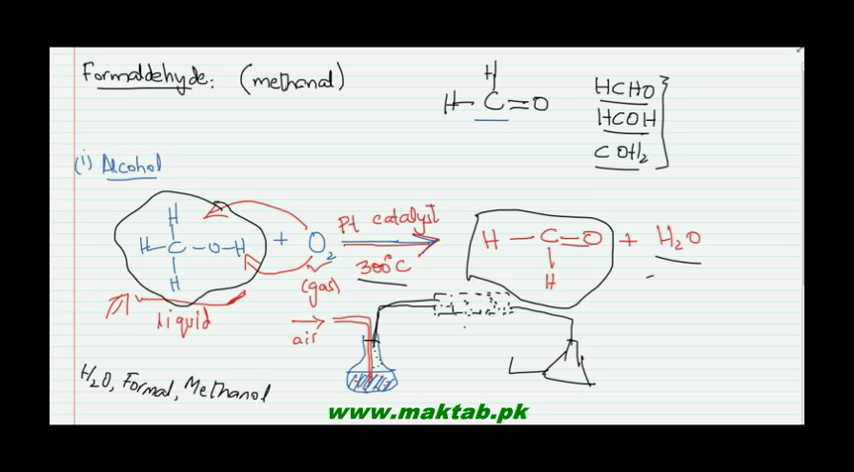 Formaldehyde: (methanal)
H
H-C=O
HCHO
HCOH
COH2
(i) Alcohol
H
H-C-O-H + O2
H
Pt catalyst
300°C
H-C=O + H2O
H
(gas)
Liquid
air
H2O, Formal, Methanol
www.maktab.pk